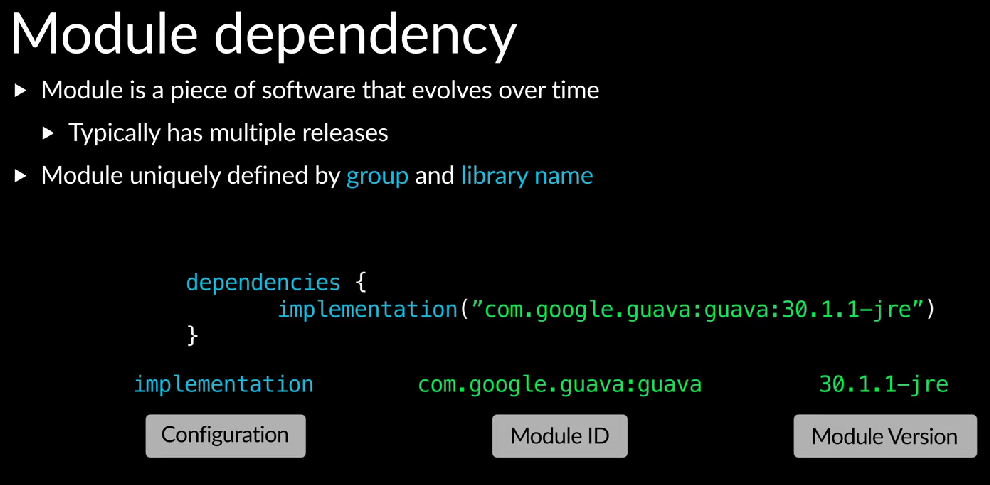 Module dependency
▶ Module is a piece of software that evolves over time
▶ Typically has multiple releases
▶ Module uniquely defined by group and library name
dependencies {
implementation(”com.google.guava:guava:30.1.1-jre”)
}
implementation com.google.guava:guava 30.1.1-jre
Configuration Module ID Module Version